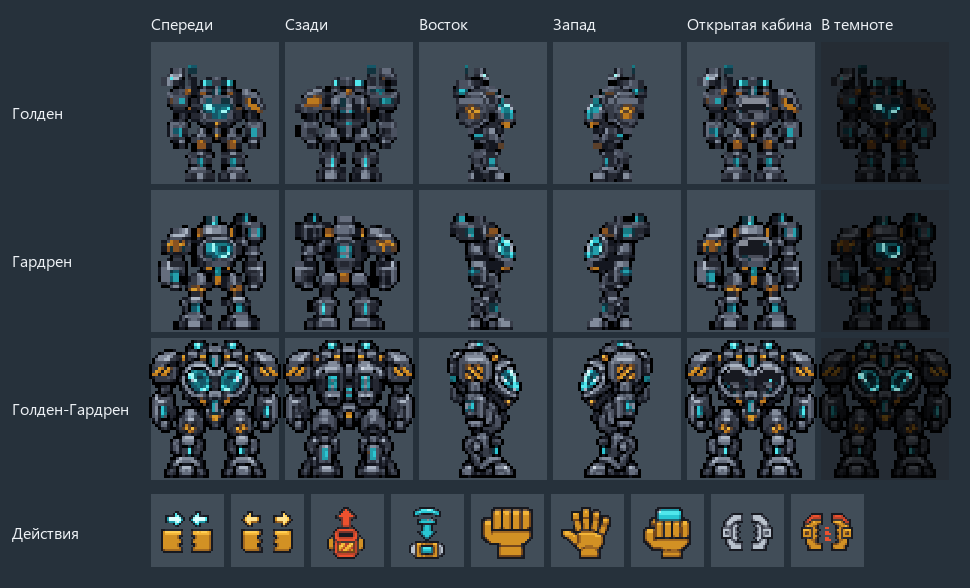 Спереди Сзади Восток Запад Открытая кабина В темноте
Голден
Гардрен
Голден-Гардрен
Действия